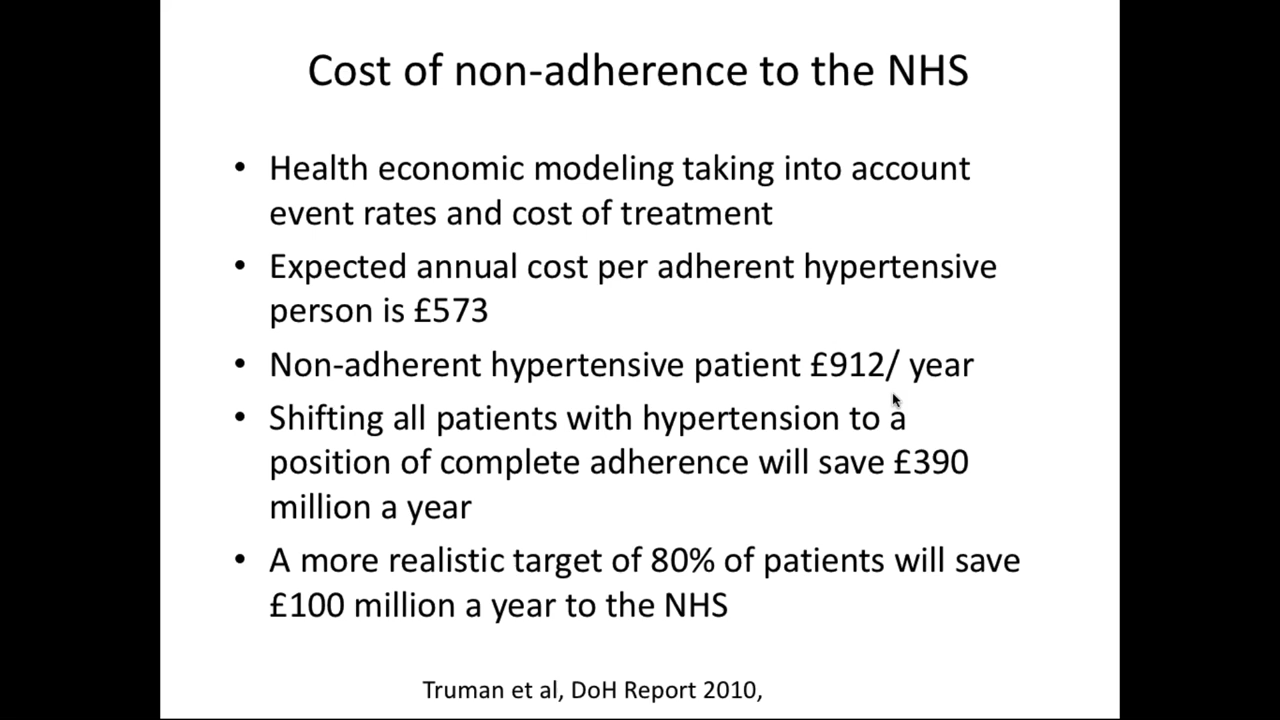 Cost of non-adherence to the NHS
• Health economic modeling taking into account
event rates and cost of treatment
• Expected annual cost per adherent hypertensive
person is £573
• Non-adherent hypertensive patient £912/ year
• Shifting all patients with hypertension to a
position of complete adherence will save £390
million a year
• A more realistic target of 80% of patients will save
£100 million a year to the NHS
Truman et al, DoH Report 2010,